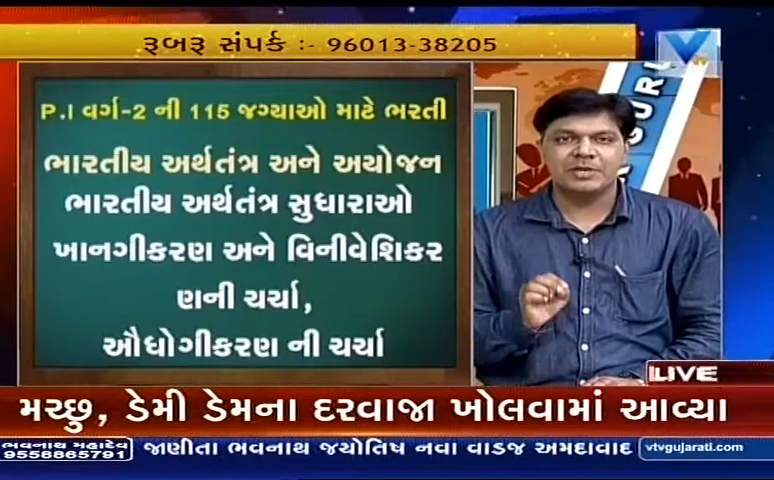 રૂબરૂ સંપર્ક :- 96013-38205
GURU
P.I વર્ગ-2 ની 115 જગ્યાઓ માટે ભરતી
ભારતીય અર્થતંત્ર અને અયોજન
ભારતીય અર્થતંત્ર સુધારાઓ
ખાનગીકરણ અને વિનીવેશિકર
ણની ચર્ચા,
ઔધોગીકરણ ની ચર્ચા
LIVE
મચ્છુ, ડેમી ડેમના દરવાજા ખોલવામાં આવ્યા
ભવનાથ મહાદેવ
9558865791
જાણીતા ભવનાથ જ્યોતિષ નવા વાડજ અમદાવાદ
vtvgujarati.com